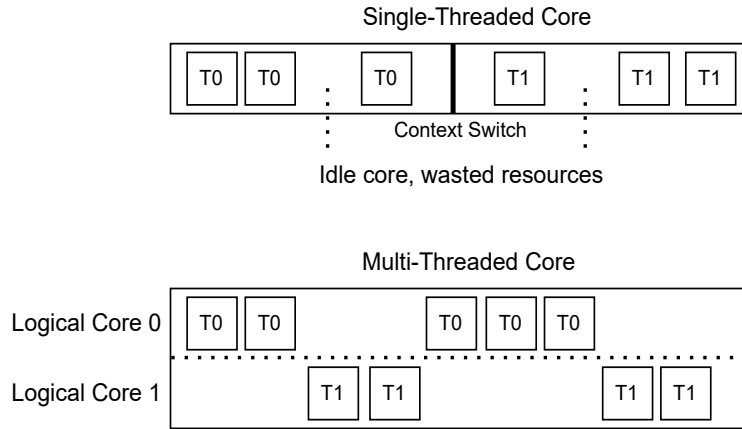 Single-Threaded Core
T0 T0 T0 T1 T1 T1
Context Switch
Idle core, wasted resources
Multi-Threaded Core
Logical Core 0 T0 T0 T0 T0 T0
Logical Core 1 T1 T1 T1 T1